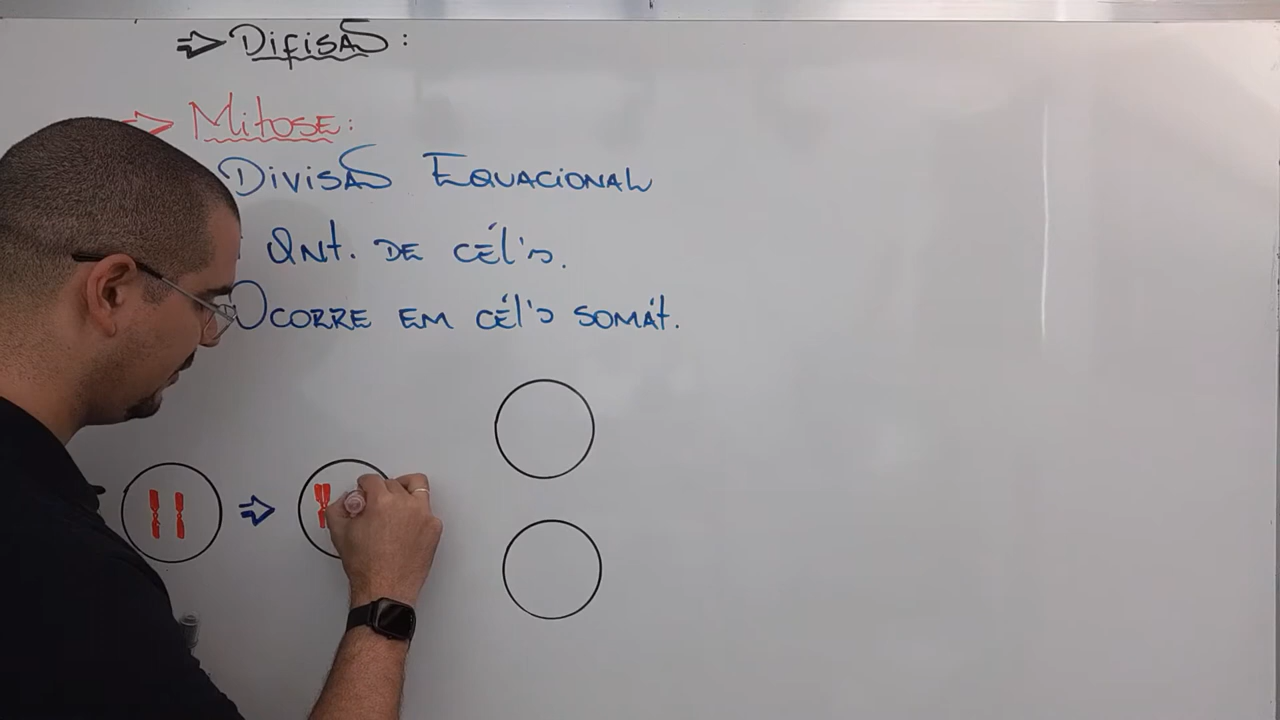 ⇒ Difisão:
⇒ Mitose:
Divisão Equacional
Qnt. de cél's.
Ocorre em cél's somát.